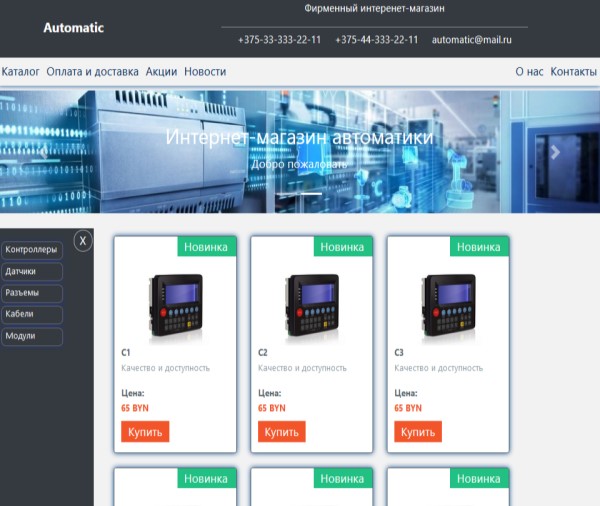 Фирменный интеренет-магазин
Automatic
+375-33-333-22-11 +375-44-333-22-11 automatic@mail.ru
Каталог Оплата и доставка Акции Новости О нас Контакты
Интернет-магазин автоматики
Добро пожаловать
X
Контроллеры
Датчики
Разъемы
Кабели
Модули
Новинка
C1
Качество и доступность
Цена:
65 BYN
Купить
Новинка
C2
Качество и доступность
Цена:
65 BYN
Купить
Новинка
C3
Качество и доступность
Цена:
65 BYN
Купить
Новинка
Новинка
Новинка